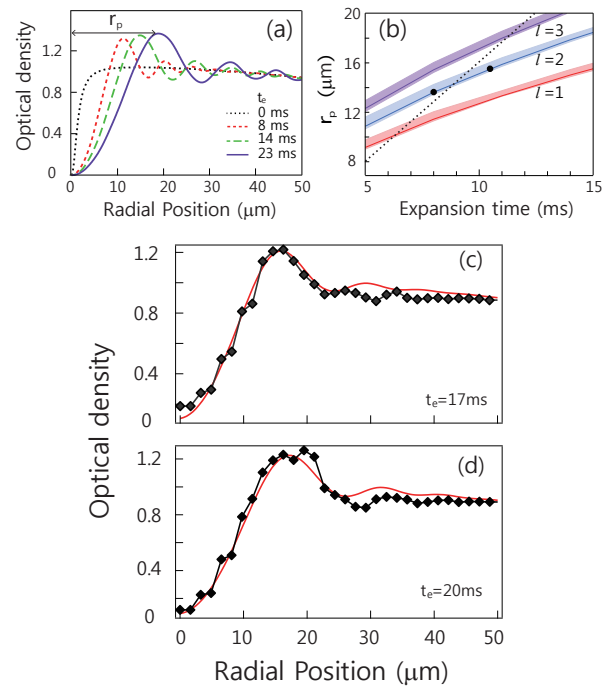 (a)
r_p
Optical density
1.2
0.8
0.4
0
0
10
20
30
40
50
t_e
0 ms
8 ms
14 ms
23 ms
Radial Position (μm)
(b)
r_p (μm)
20
16
12
8
5
10
15
l=3
l=2
l=1
Expansion time (ms)
(c)
1.2
0.8
0.4
0
t_e=17ms
Optical density
(d)
1.2
0.8
0.4
0
t_e=20ms
0
10
20
30
40
50
Radial Position (μm)